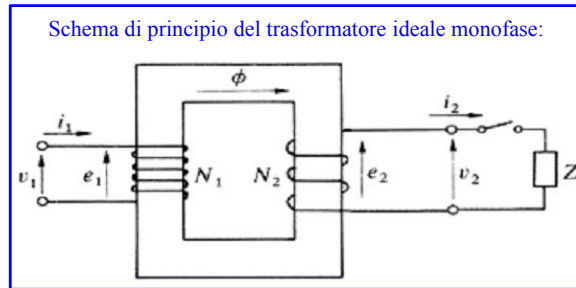 Schema di principio del trasformatore ideale monofase:
ϕ
i₁
i₂
v₁
e₁
N₁
N₂
e₂
v₂
Z